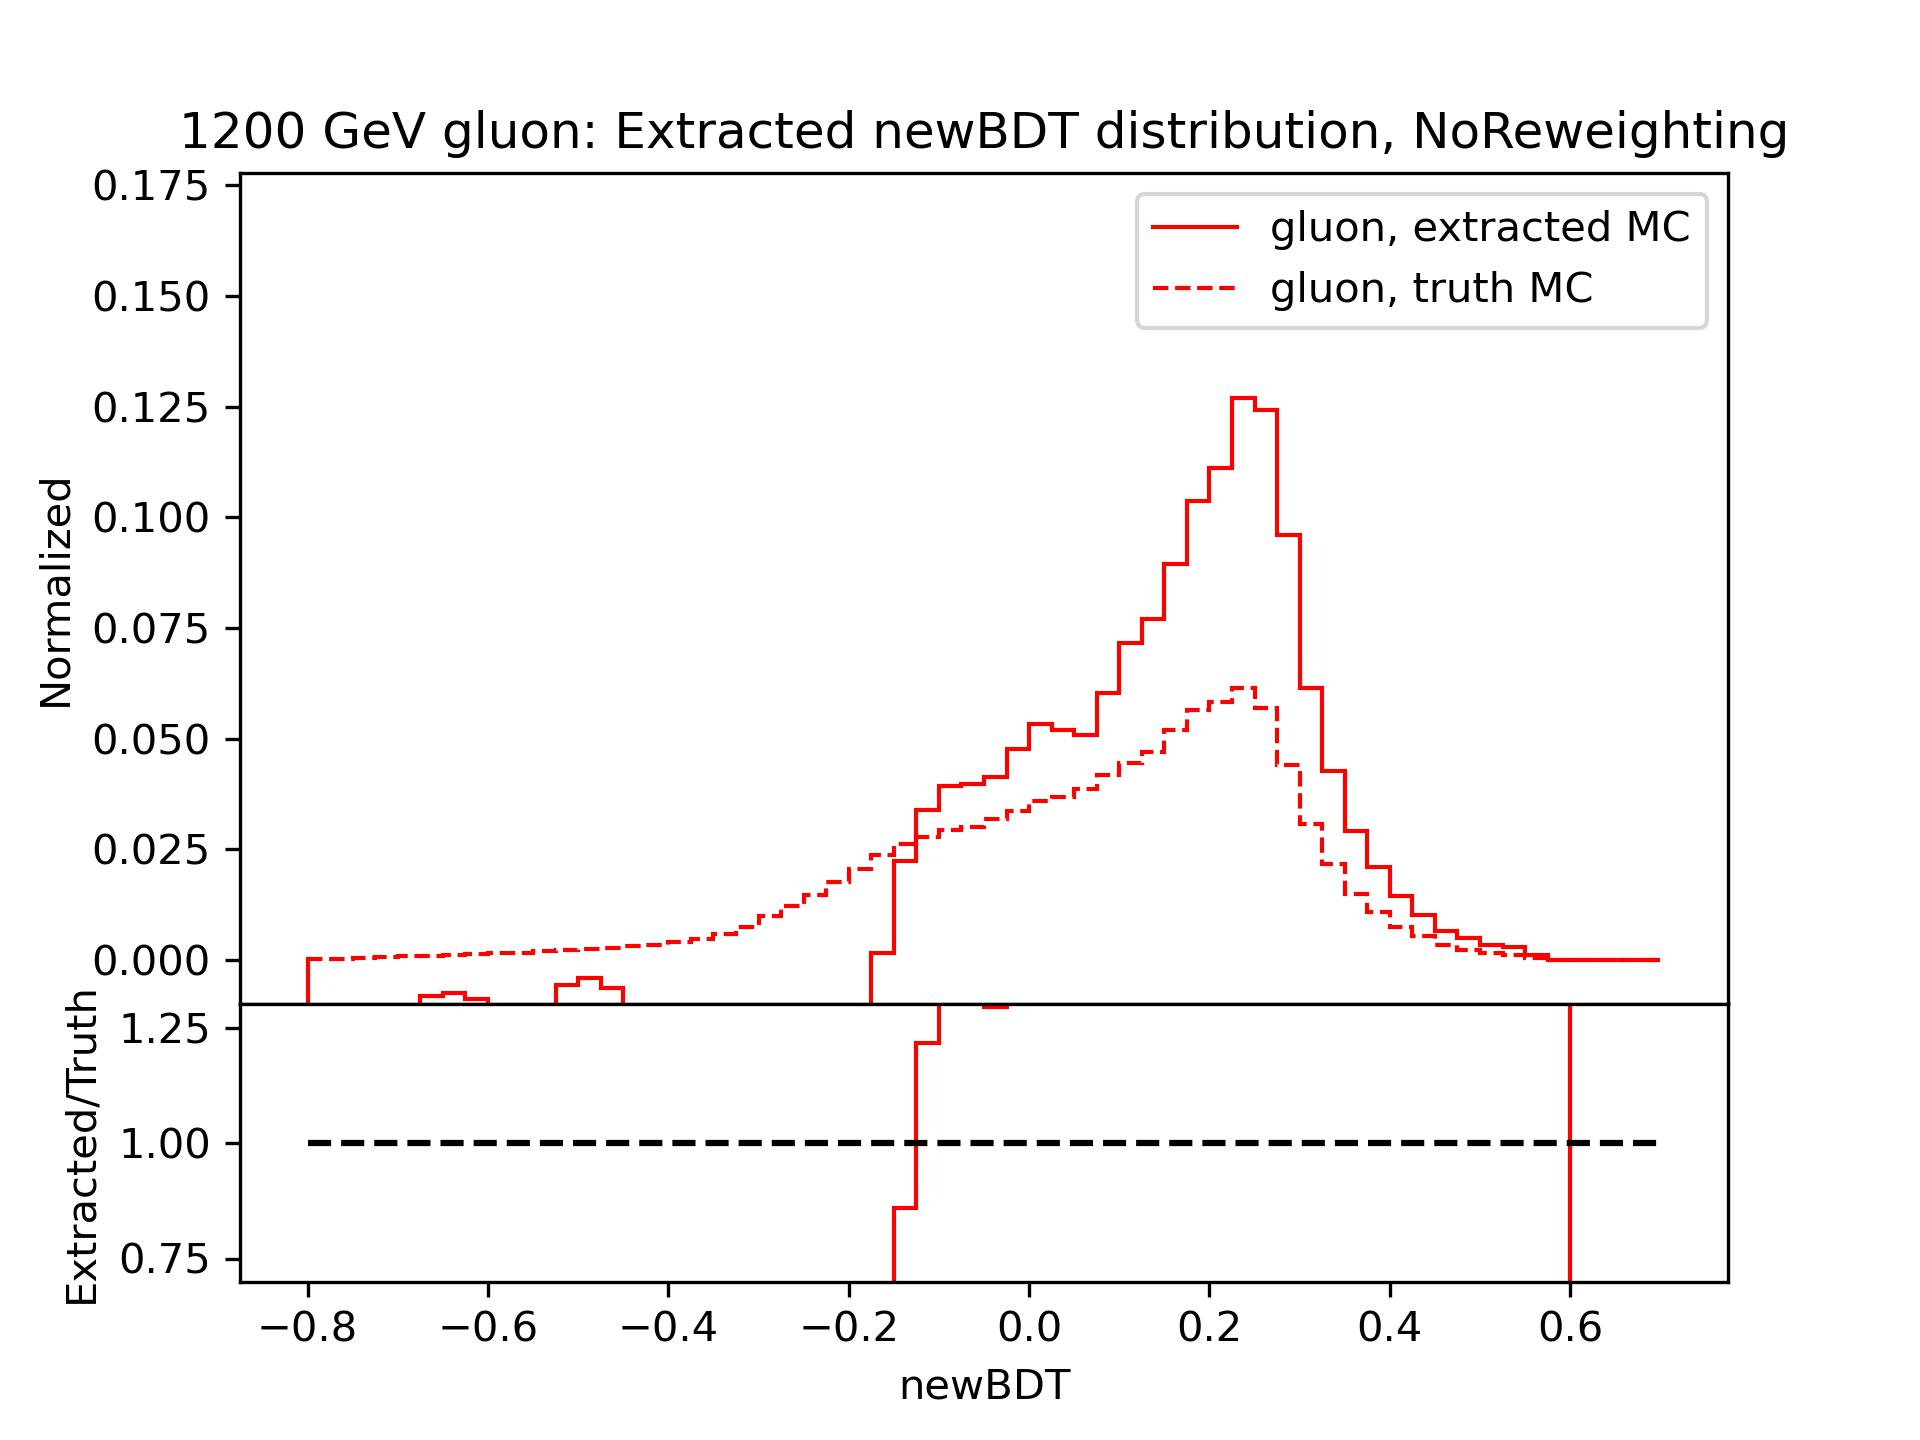 1200 GeV gluon: Extracted newBDT distribution, NoReweighting
gluon, extracted MC
gluon, truth MC
Normalized
0.175
0.150
0.125
0.100
0.075
0.050
0.025
0.000
Extracted/Truth
1.25
1.00
0.75
−0.8 −0.6 −0.4 −0.2 0.0 0.2 0.4 0.6
newBDT